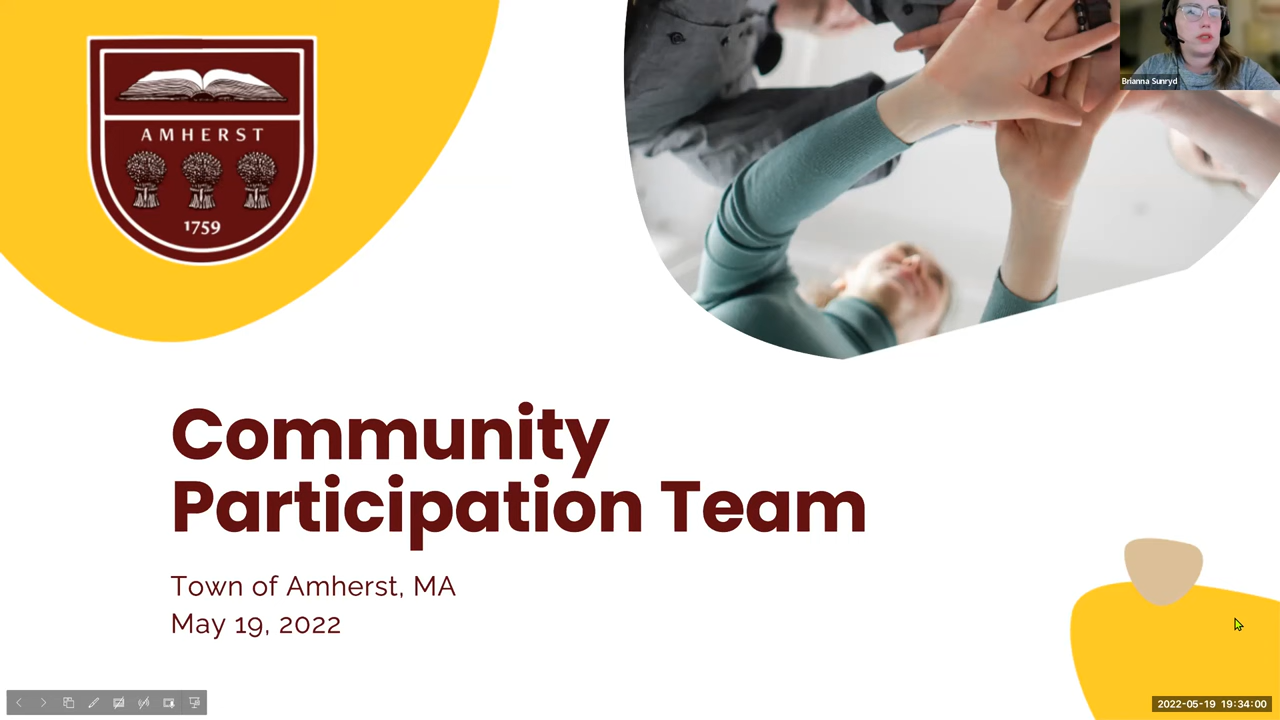 AMHERST
1759
Brianna Sunryd
Community
Participation Team
Town of Amherst, MA
May 19, 2022
2022-05-19 19:34:00